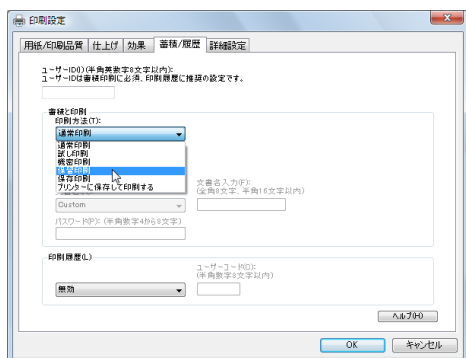 印刷設定
用紙/印刷品質 仕上げ 効果 蓄積/履歴 詳細設定
ユーザーID(I)(半角英数字8文字以内):
ユーザーIDは蓄積印刷に必須、印刷履歴に推奨の設定です。
蓄積と印刷
印刷方法(T):
通常印刷
通常印刷
試し印刷
機密印刷
保留印刷
保存印刷
プリンターに保存して印刷する
文書名入力(F):
(全角8文字、半角16文字以内)
Custom
パスワード(P): (半角数字4から8文字)
印刷履歴(L)
ユーザーコード(O):
(半角数字8文字以内)
無効
ヘルプ(H)
OK キャンセル